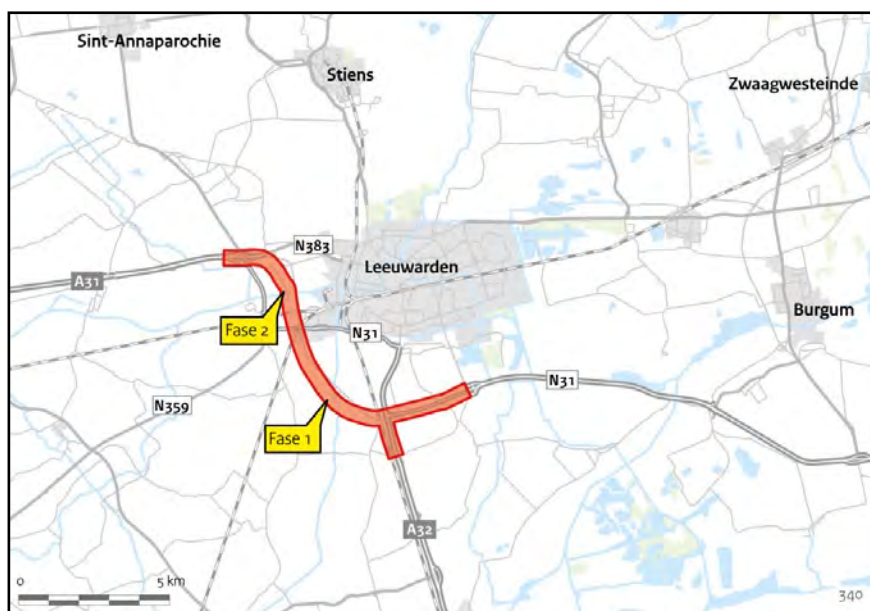 Sint-Annaparochie
Stiens
Zwaagwesteinde
N383
Leeuwarden
A31
Burgum
Fase 2
N31
N31
N359
Fase 1
A32
0
5 km
340